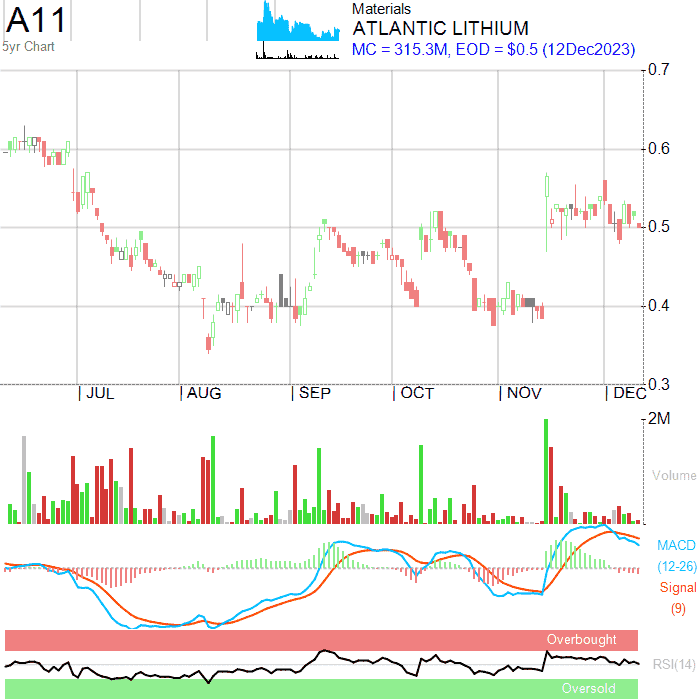 A11
5yr Chart
Materials
ATLANTIC LITHIUM
MC = 315.3M, EOD = $0.5 (12Dec2023)
0.7
0.6
0.5
0.4
0.3
JUL
AUG
SEP
OCT
NOV
DEC
2M
Volume
MACD
(12-26)
Signal
(9)
Overbought
RSI(14)
Oversold